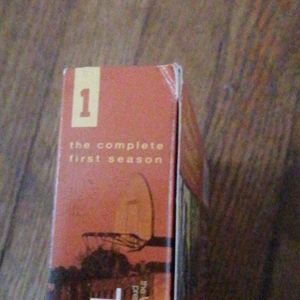 1
the complete
first season